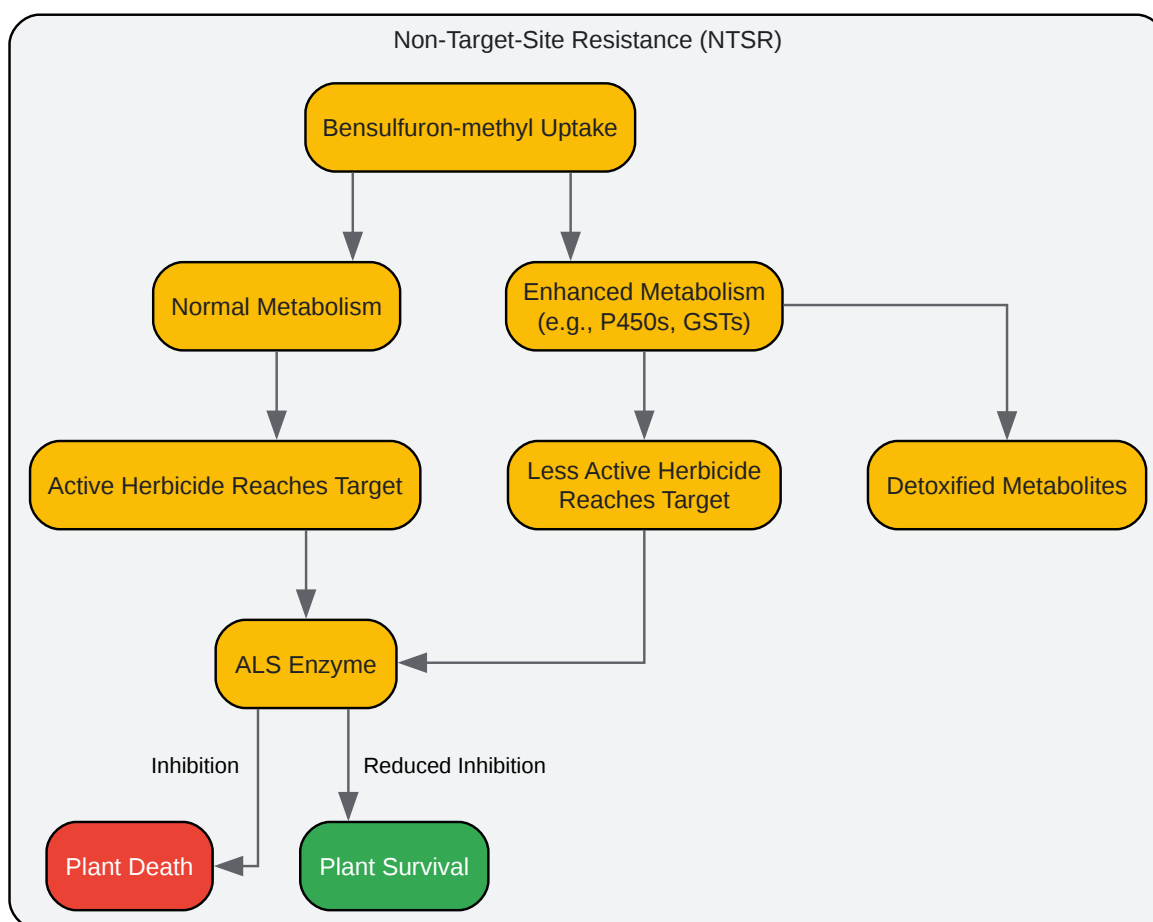 Non-Target-Site Resistance (NTSR)
Bensulfuron-methyl Uptake
Normal Metabolism
Enhanced Metabolism
(e.g., P450s, GSTs)
Active Herbicide Reaches Target
Less Active Herbicide
Reaches Target
Detoxified Metabolites
ALS Enzyme
Inhibition
Reduced Inhibition
Plant Death
Plant Survival